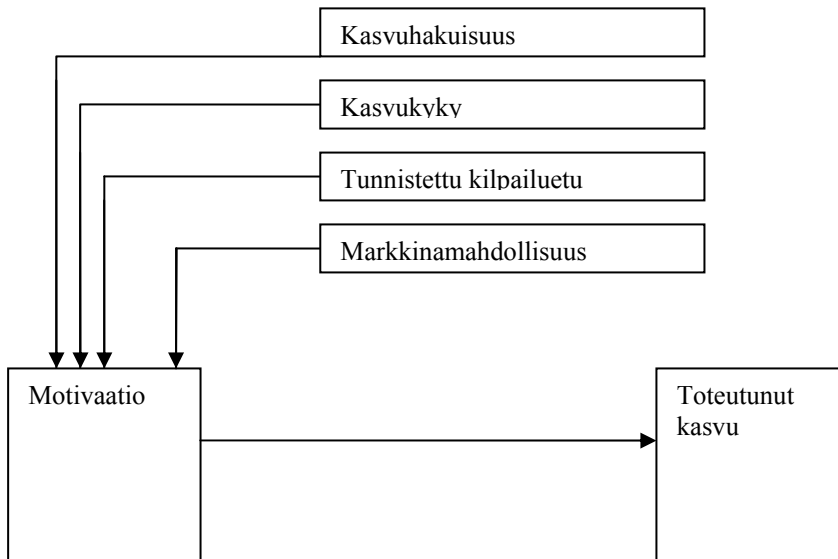 Kasvuhakuisuus
Kasvukyky
Tunnistettu kilpailuetu
Markkinamahdollisuus
Motivaatio
Toteutunut
kasvu